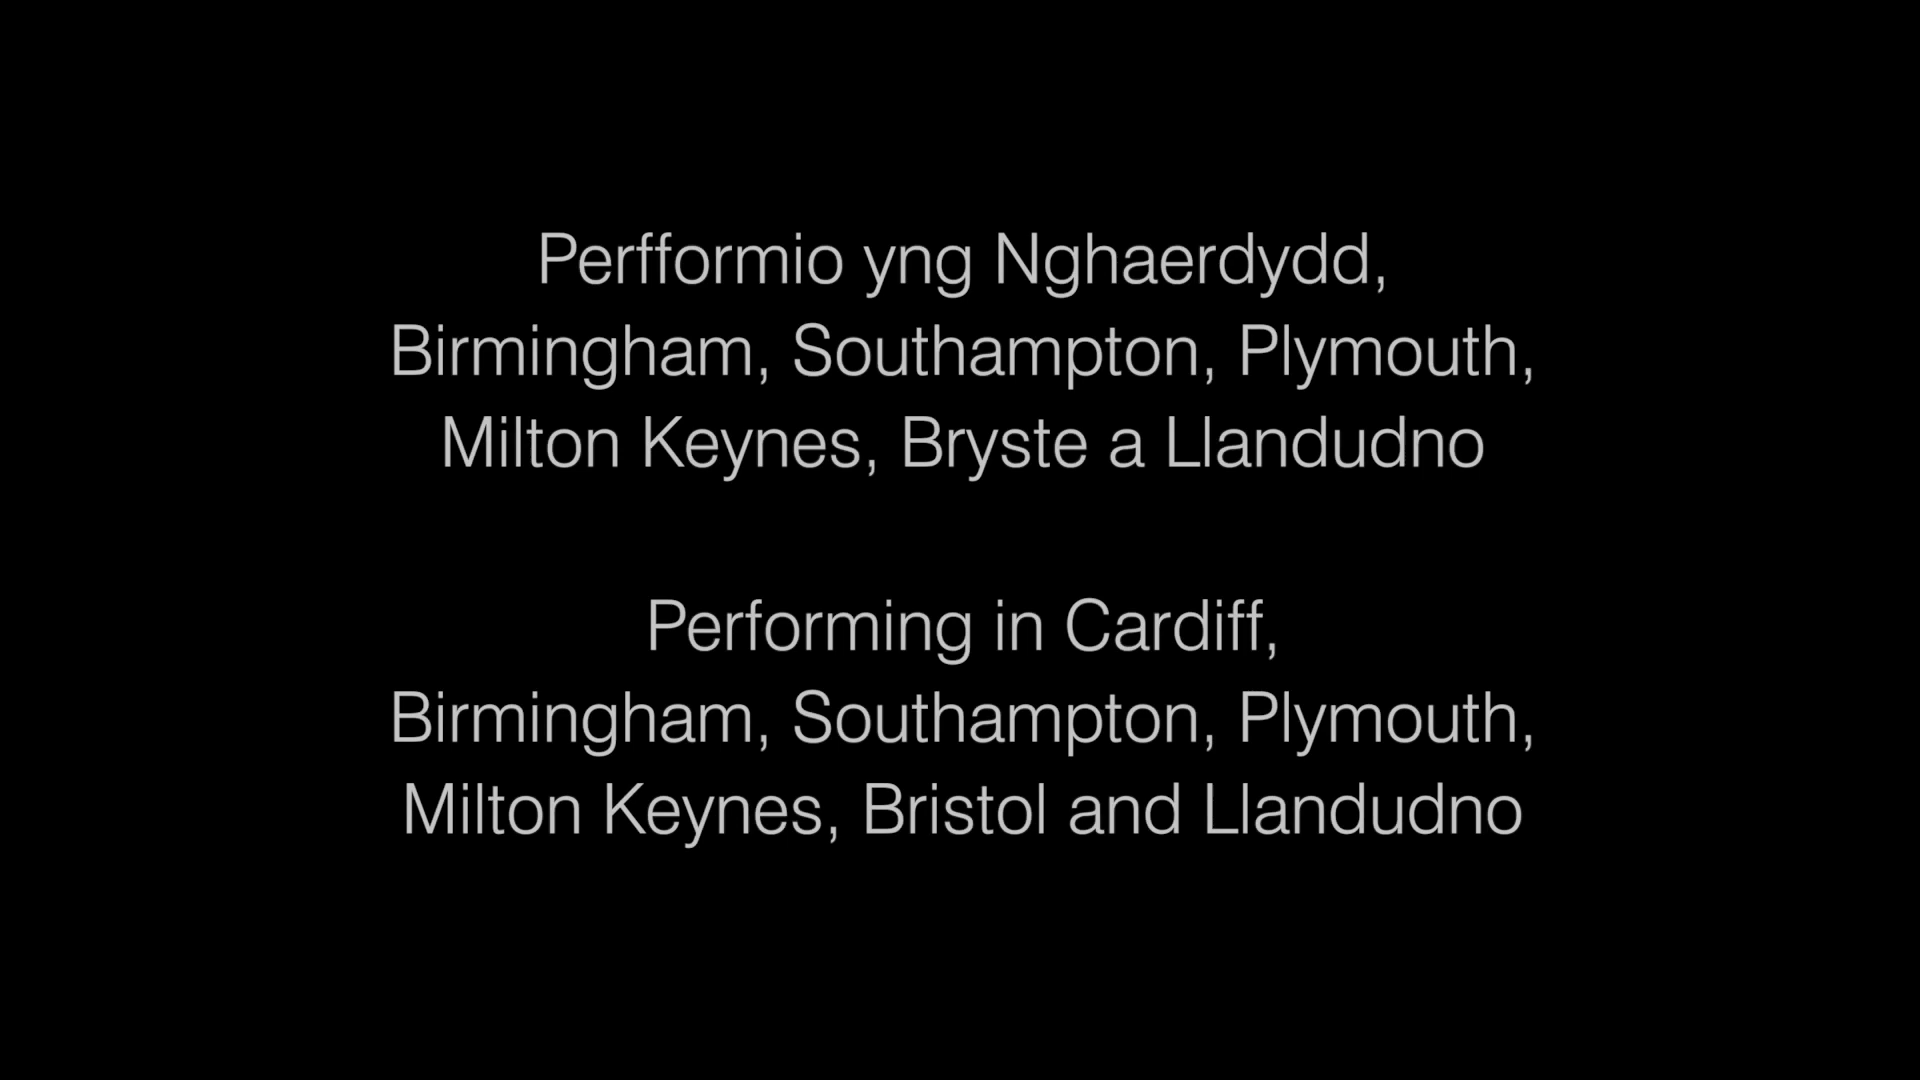 Perfformio yng Nghaerdydd,
Birmingham, Southampton, Plymouth,
Milton Keynes, Bryste a Llandudno
Performing in Cardiff,
Birmingham, Southampton, Plymouth,
Milton Keynes, Bristol and Llandudno